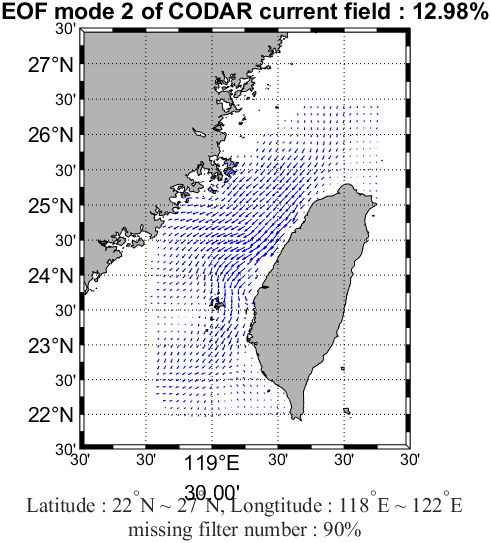 EOF mode 2 of CODAR current field : 12.98%
30'
27°N
30'
26°N
30'
25°N
30'
24°N
30'
23°N
30'
22°N
30'
30' 30' 119°E 30' 30' 30'
30.00'
Latitude : 22°N ~ 27°N, Longtitude : 118°E ~ 122°E
missing filter number : 90%